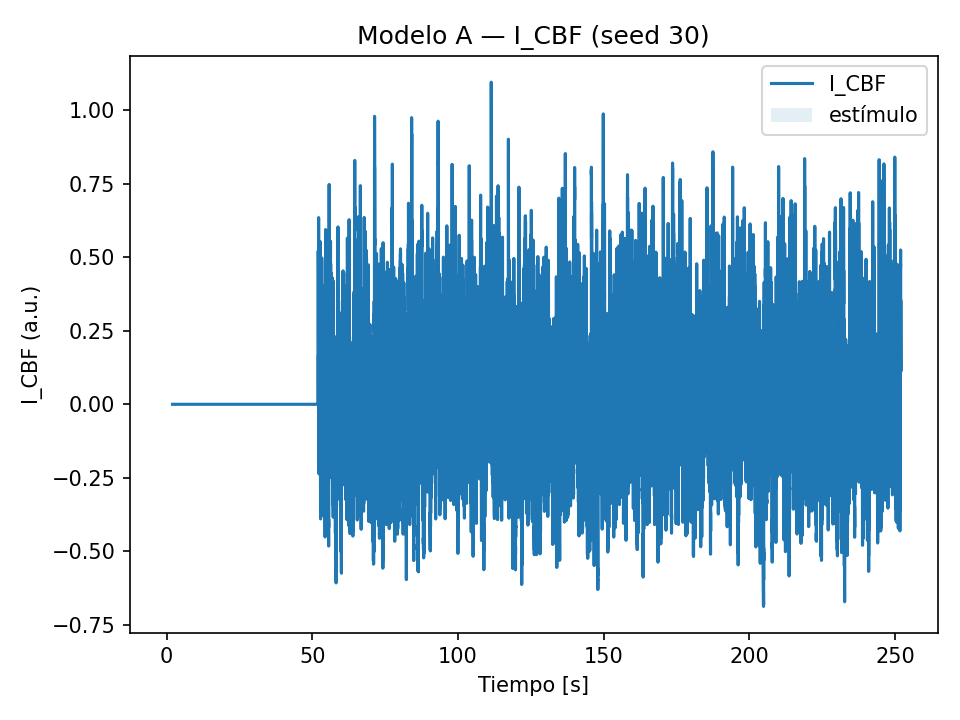 Modelo A — I_CBF (seed 30)
I_CBF
estímulo
1.00
0.75
0.50
0.25
0.00
−0.25
−0.50
−0.75
I_CBF (a.u.)
0 50 100 150 200 250
Tiempo [s]